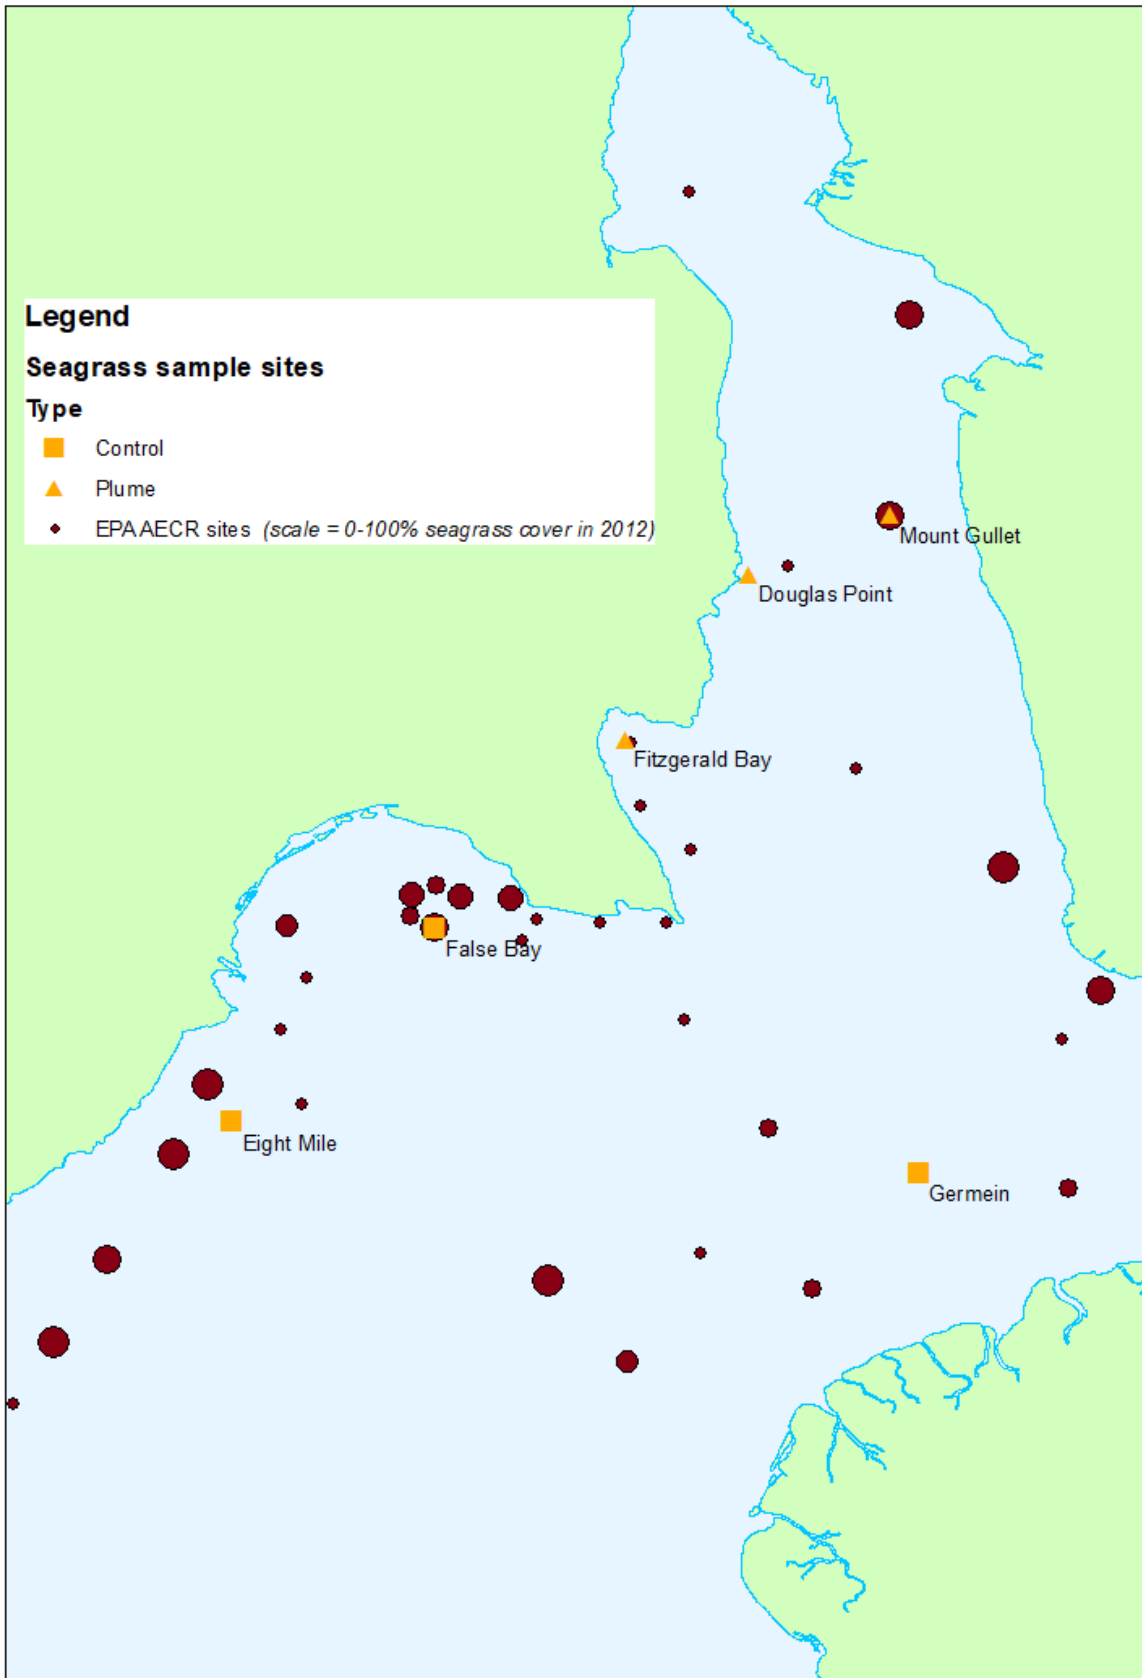 Legend
Seagrass sample sites
Type
Control
Plume
EPA AECR sites (scale = 0-100% seagrass cover in 2012)
Mount Gullet
Douglas Point
Fitzgerald Bay
False Bay
Eight Mile
Germein